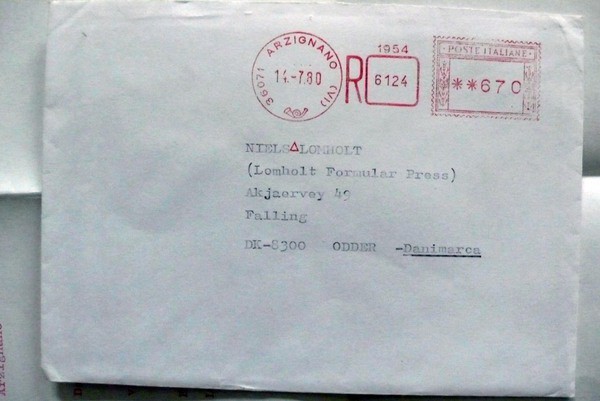 36071 ARZIGNANO (VI)
14-7.80
1954
R 6124
POSTE ITALIANE
**670
NIELS LOMHOLT
(Lomholt Formular Press)
Akjaervey 49
Falling
DK-8300 ODDER -Danimarca
Arzignano